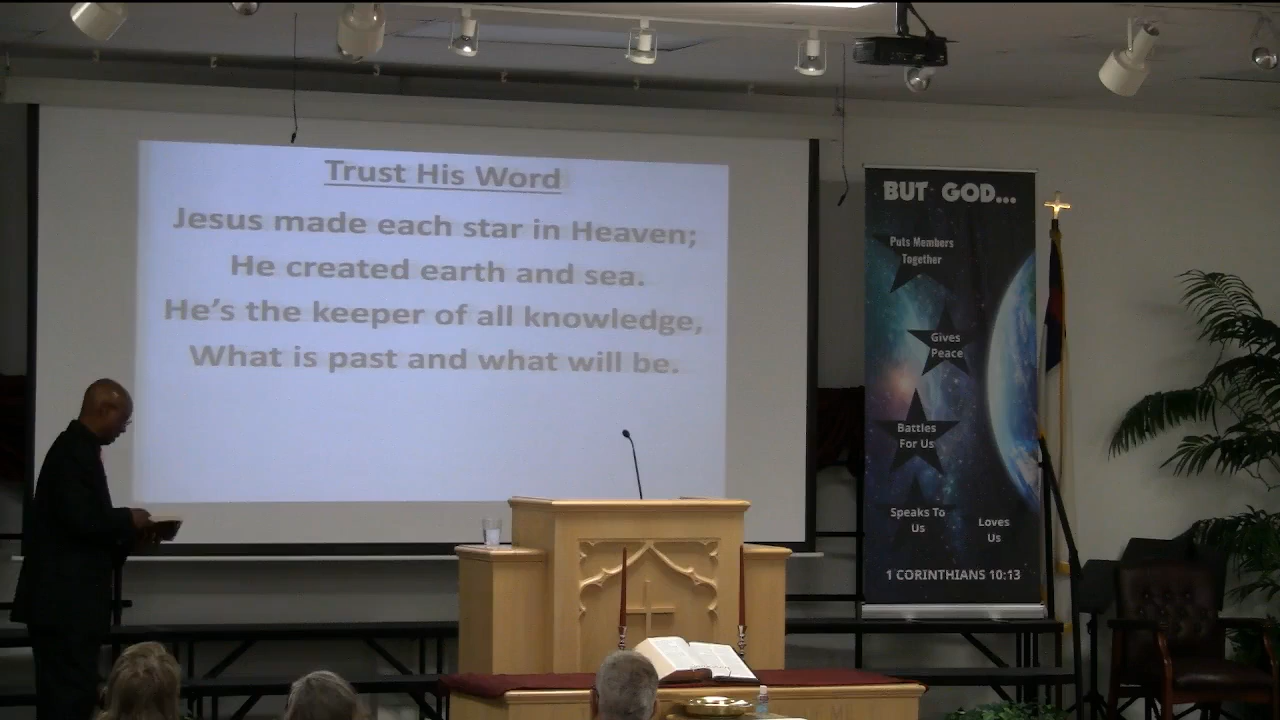 Trust His Word
Jesus made each star in Heaven;
He created earth and sea.
He's the keeper of all knowledge,
What is past and what will be.
BUT GOD...
Puts Members
Together
Gives
Peace
Battles
For Us
Speaks To
Us
Loves
Us
1 CORINTHIANS 10:13